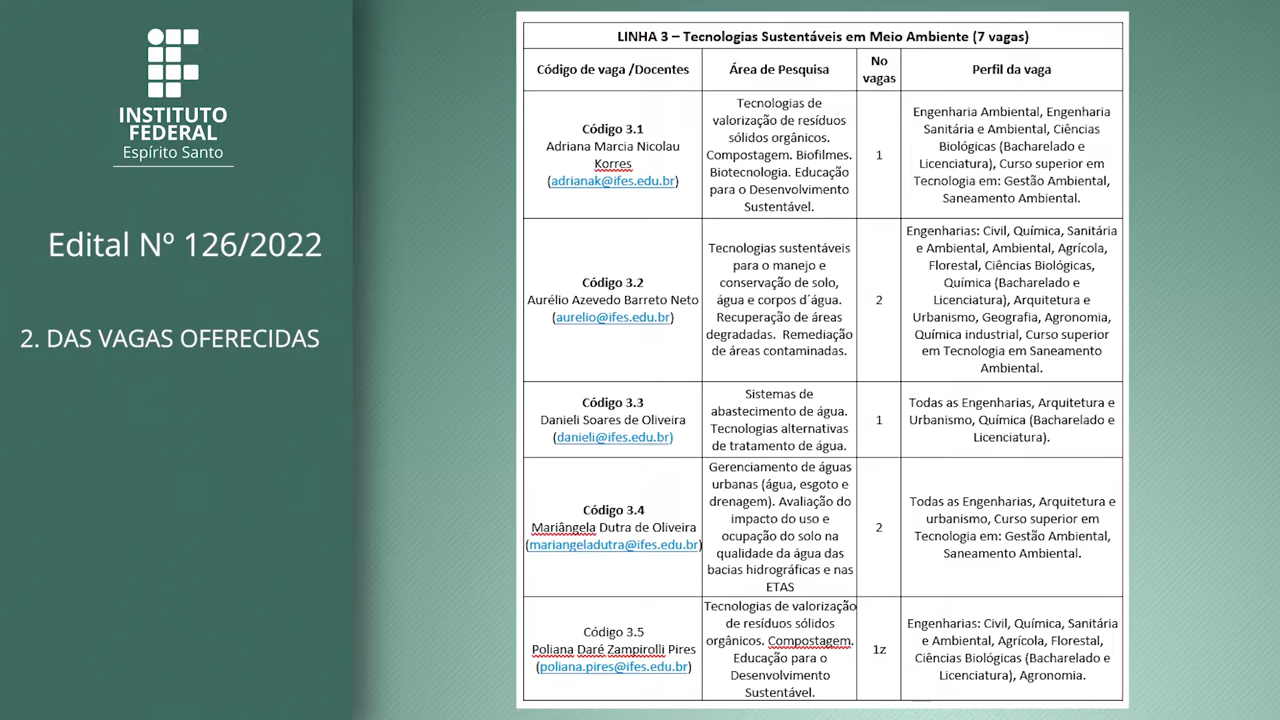 INSTITUTO
FEDERAL
Espírito Santo
Edital Nº 126/2022
2. DAS VAGAS OFERECIDAS
LINHA 3 – Tecnologias Sustentáveis em Meio Ambiente (7 vagas)
Código de vaga /Docentes
Área de Pesquisa
No
vagas
Perfil da vaga
Código 3.1
Adriana Marcia Nicolau
Korres
(adrianak@ifes.edu.br)
Tecnologias de
valorização de resíduos
sólidos orgânicos.
Compostagem. Biofilmes.
Biotecnologia. Educação
para o Desenvolvimento
Sustentável.
1
Engenharia Ambiental, Engenharia
Sanitária e Ambiental, Ciências
Biológicas (Bacharelado e
Licenciatura), Curso superior em
Tecnologia em: Gestão Ambiental,
Saneamento Ambiental.
Código 3.2
Aurélio Azevedo Barreto Neto
(aurelio@ifes.edu.br)
Tecnologias sustentáveis
para o manejo e
conservação de solo,
água e corpos d´água.
Recuperação de áreas
degradadas. Remediação
de áreas contaminadas.
2
Engenharias: Civil, Química, Sanitária
e Ambiental, Ambiental, Agrícola,
Florestal, Ciências Biológicas,
Química (Bacharelado e
Licenciatura), Arquitetura e
Urbanismo, Geografia, Agronomia,
Química industrial, Curso superior
em Tecnologia em Saneamento
Ambiental.
Código 3.3
Danieli Soares de Oliveira
(danieli@ifes.edu.br)
Sistemas de
abastecimento de água.
Tecnologias alternativas
de tratamento de água.
1
Todas as Engenharias, Arquitetura e
Urbanismo, Química (Bacharelado e
Licenciatura).
Código 3.4
Mariângela Dutra de Oliveira
(mariangeladutra@ifes.edu.br)
Gerenciamento de águas
urbanas (água, esgoto e
drenagem). Avaliação do
impacto do uso e
ocupação do solo na
qualidade da água das
bacias hidrográficas e nas
ETAS
2
Todas as Engenharias, Arquitetura e
urbanismo, Curso superior em
Tecnologia em: Gestão Ambiental,
Saneamento Ambiental.
Código 3.5
Poliana Daré Zampirolli Pires
(poliana.pires@ifes.edu.br)
Tecnologias de valorização
de resíduos sólidos
orgânicos. Compostagem.
Educação para o
Desenvolvimento
Sustentável.
1z
Engenharias: Civil, Química, Sanitária
e Ambiental, Agrícola, Florestal,
Ciências Biológicas (Bacharelado e
Licenciatura), Agronomia.